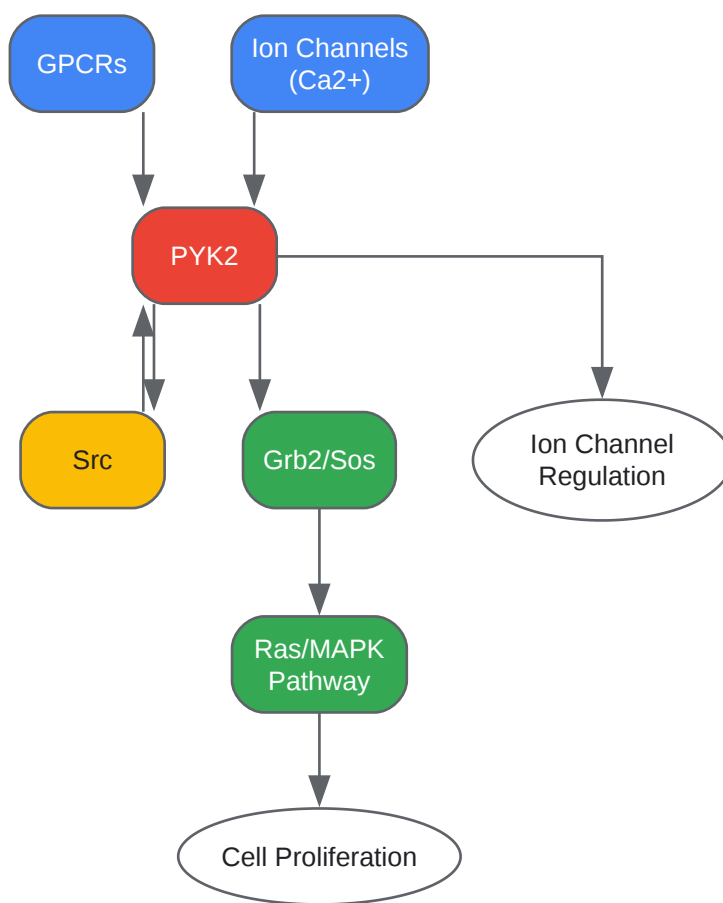 GPCRs
Ion Channels
(Ca2+)
PYK2
Src
Grb2/Sos
Ion Channel
Regulation
Ras/MAPK
Pathway
Cell Proliferation